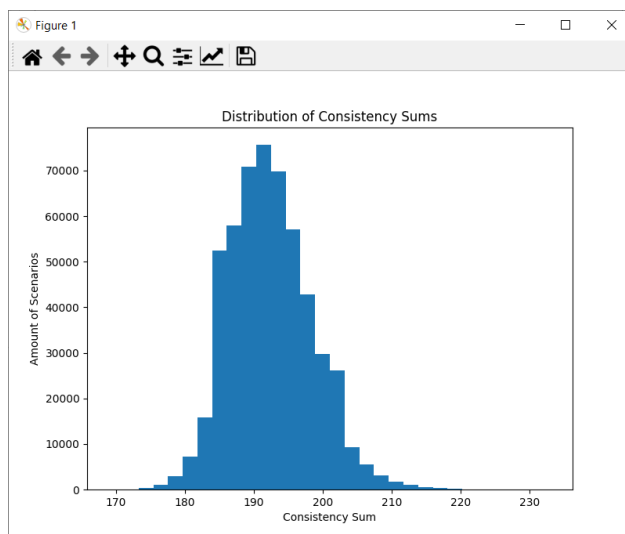 Figure 1
Distribution of Consistency Sums
70000
60000
50000
40000
30000
20000
10000
0
Amount of Scenarios
170 180 190 200 210 220 230
Consistency Sum